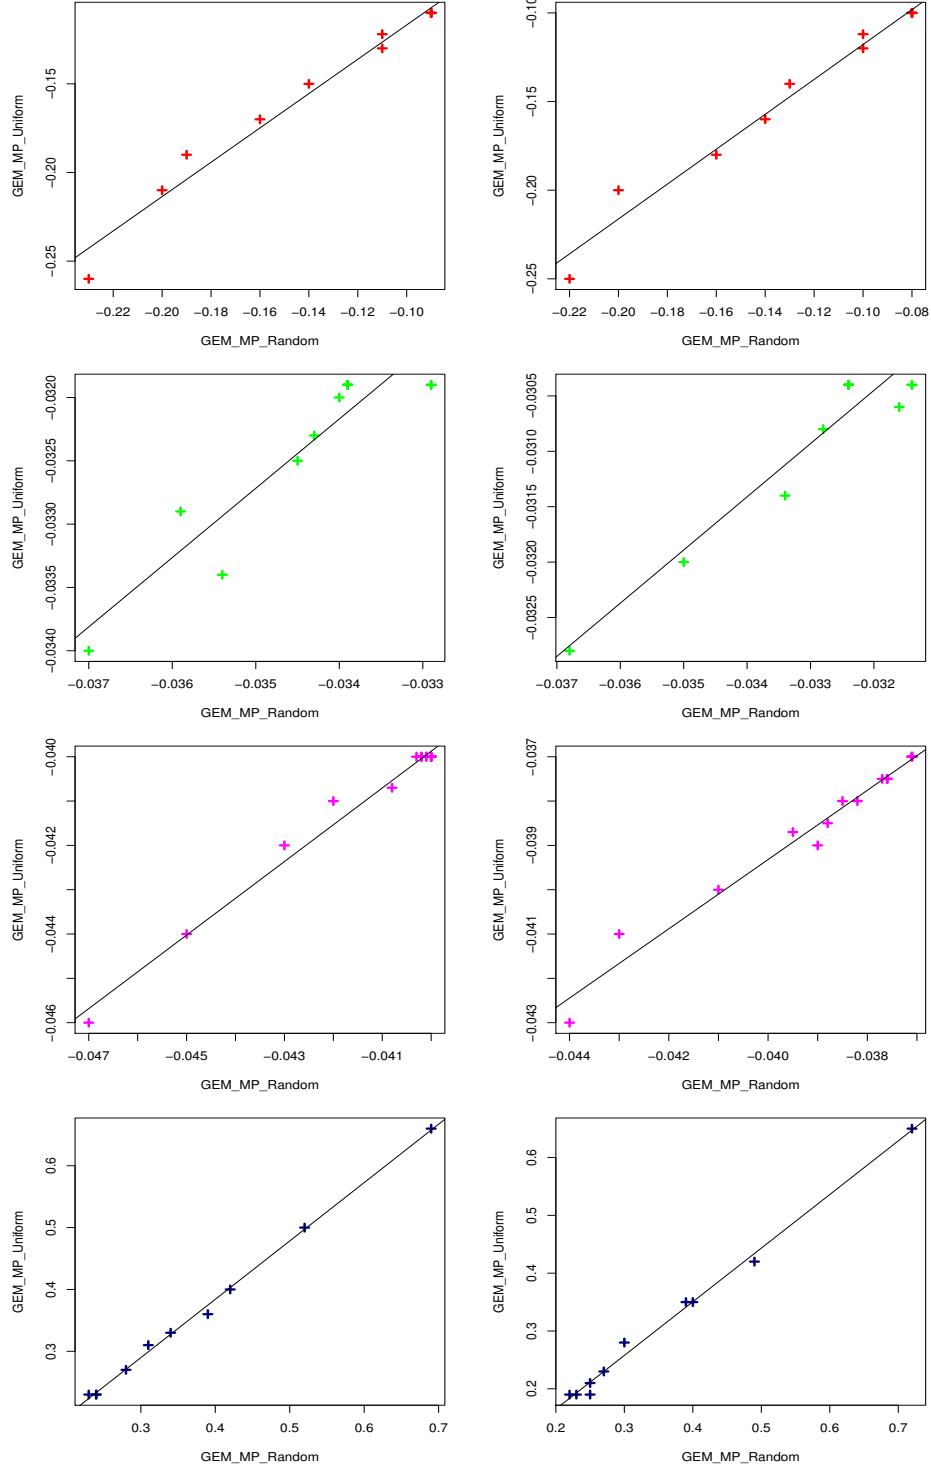 GEM_MP_Uniform
−0.15
−0.20
−0.25
−0.22 −0.20 −0.18 −0.16 −0.14 −0.12 −0.10
GEM_MP_Random
GEM_MP_Uniform
−0.10
−0.15
−0.20
−0.25
−0.22 −0.20 −0.18 −0.16 −0.14 −0.12 −0.10 −0.08
GEM_MP_Random
GEM_MP_Uniform
−0.0320
−0.0325
−0.0330
−0.0335
−0.0340
−0.037 −0.036 −0.035 −0.034 −0.033
GEM_MP_Random
GEM_MP_Uniform
−0.0305
−0.0310
−0.0315
−0.0320
−0.0325
−0.037 −0.036 −0.035 −0.034 −0.033 −0.032
GEM_MP_Random
GEM_MP_Uniform
−0.040
−0.042
−0.044
−0.046
−0.047 −0.045 −0.043 −0.041
GEM_MP_Random
GEM_MP_Uniform
−0.037
−0.039
−0.041
−0.043
−0.044 −0.042 −0.040 −0.038
GEM_MP_Random
GEM_MP_Uniform
0.6
0.5
0.4
0.3
0.3 0.4 0.5 0.6 0.7
GEM_MP_Random
GEM_MP_Uniform
0.6
0.5
0.4
0.3
0.2
0.2 0.3 0.4 0.5 0.6 0.7
GEM_MP_Random